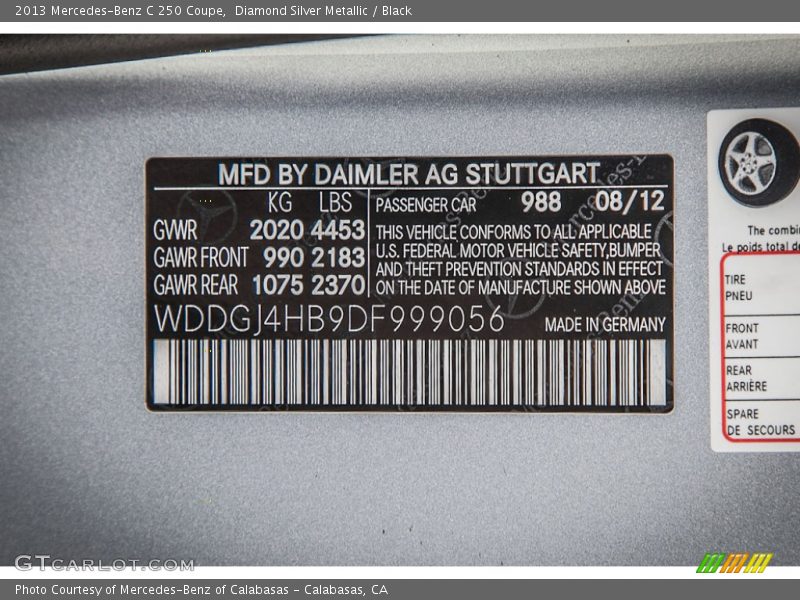 2013 Mercedes-Benz C 250 Coupe, Diamond Silver Metallic / Black
MFD BY DAIMLER AG STUTTGART
KG LBS
GWR 2020 4453
GAWR FRONT 990 2183
GAWR REAR 1075 2370
PASSENGER CAR 988 08/12
THIS VEHICLE CONFORMS TO ALL APPLICABLE
U.S. FEDERAL MOTOR VEHICLE SAFETY, BUMPER
AND THEFT PREVENTION STANDARDS IN EFFECT
ON THE DATE OF MANUFACTURE SHOWN ABOVE
WDDGJ4HB9DF999056 MADE IN GERMANY
The
Le poids total
TIRE
PNEU
FRONT
AVANT
REAR
ARRIÈRE
SPARE
DE SECOURS
GTCARLOT.COM
Photo Courtesy of Mercedes-Benz of Calabasas - Calabasas, CA